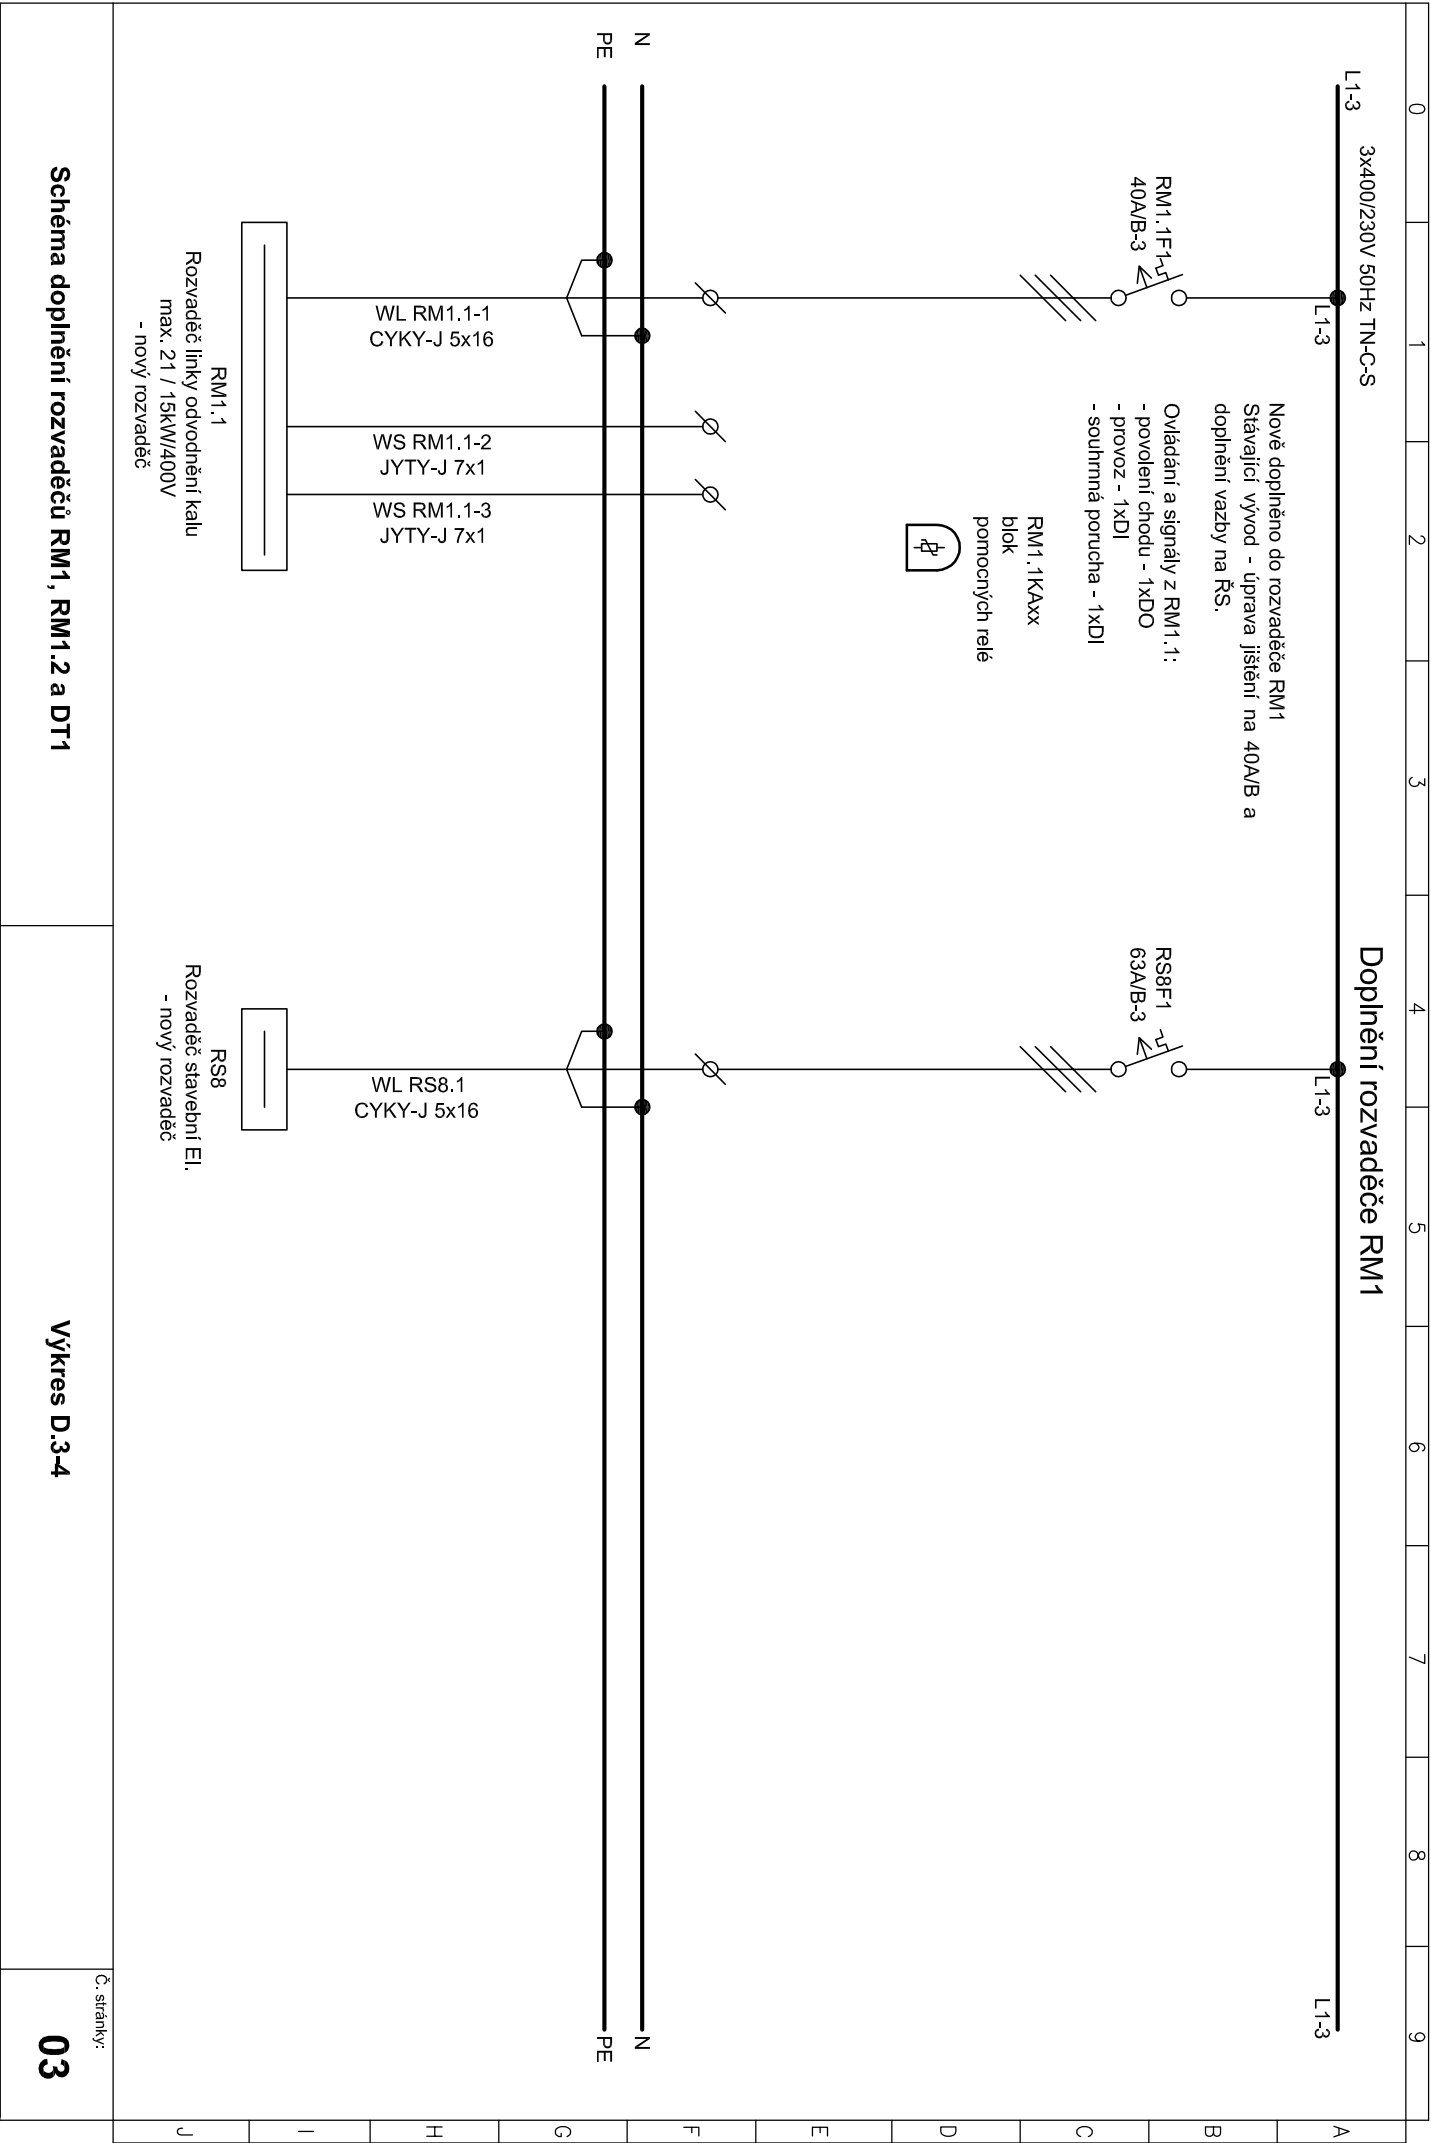 0
1
2
3
4
5
6
7
8
9
A
B
C
D
E
F
G
H
I
J
Doplnění rozvaděče RM1
L1-3
3x400/230V 50Hz TN-C-S
L1-3
L1-3
L1-3
Nově doplněno do rozvaděče RM1
Stávající vývod - úprava jištění na 40A/B a
doplnění vazby na ŘS.
Ovládání a signály z RM1.1:
- povolení chodu - 1xDO
- provoz - 1xDI
- souhrnná porucha - 1xDI
RM1.1F1
40A/B-3
RS8F1
63A/B-3
RM1.1KAxx
blok
pomocných relé
N
N
PE
PE
WL RM1.1-1
CYKY-J 5x16
WS RM1.1-2
JYTY-J 7x1
WS RM1.1-3
JYTY-J 7x1
WL RS8.1
CYKY-J 5x16
RM1.1
Rozvaděč linky odvodnění kalu
max. 21 / 15kW/400V
- nový rozvaděč
RS8
Rozvaděč stavební El.
- nový rozvaděč
Schéma doplnění rozvaděčů RM1, RM1.2 a DT1
Výkres D.3-4
Č. stránky:
03